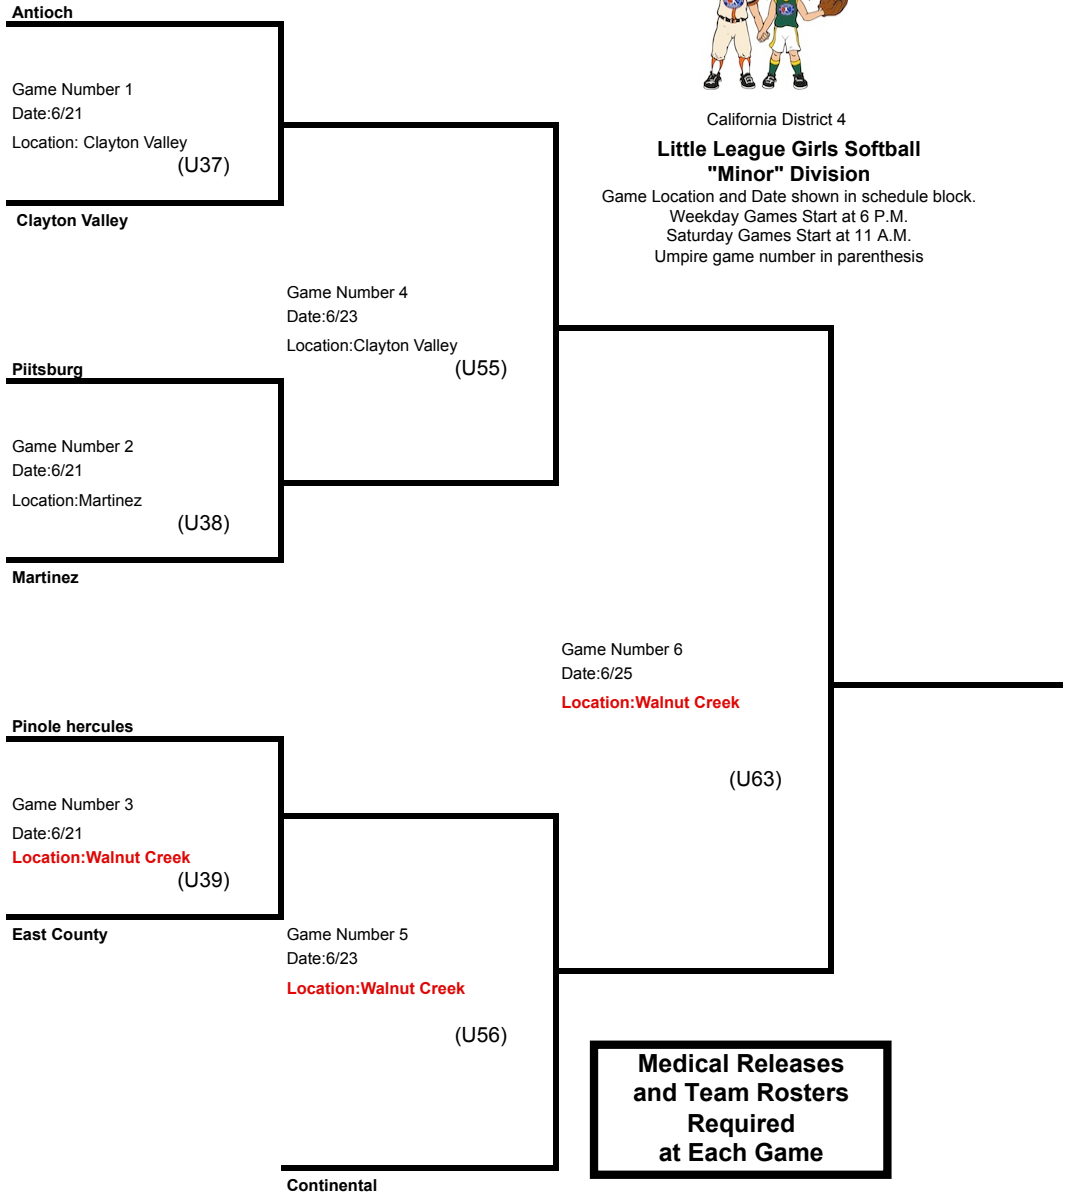 Antioch
Game Number 1
Date:6/21
Location: Clayton Valley
(U37)
Clayton Valley
California District 4
Little League Girls Softball
"Minor" Division
Game Location and Date shown in schedule block.
Weekday Games Start at 6 P.M.
Saturday Games Start at 11 A.M.
Umpire game number in parenthesis
Game Number 4
Date:6/23
Location:Clayton Valley
(U55)
Piitsburg
Game Number 2
Date:6/21
Location:Martinez
(U38)
Martinez
Game Number 6
Date:6/25
Location:Walnut Creek
(U63)
Pinole hercules
Game Number 3
Date:6/21
Location:Walnut Creek
(U39)
East County
Game Number 5
Date:6/23
Location:Walnut Creek
(U56)
Continental
Medical Releases
and Team Rosters
Required
at Each Game